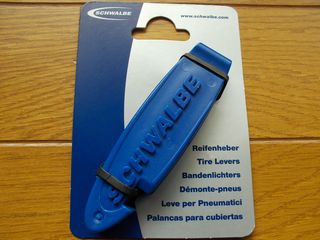 SCHWALBE
www.schwalbe.com
SCHWALBE
Reifenheber
Tire Levers
Bandenlichters
Démonte-pneus
Leve per Pneumatici
Palancas para cubiertas